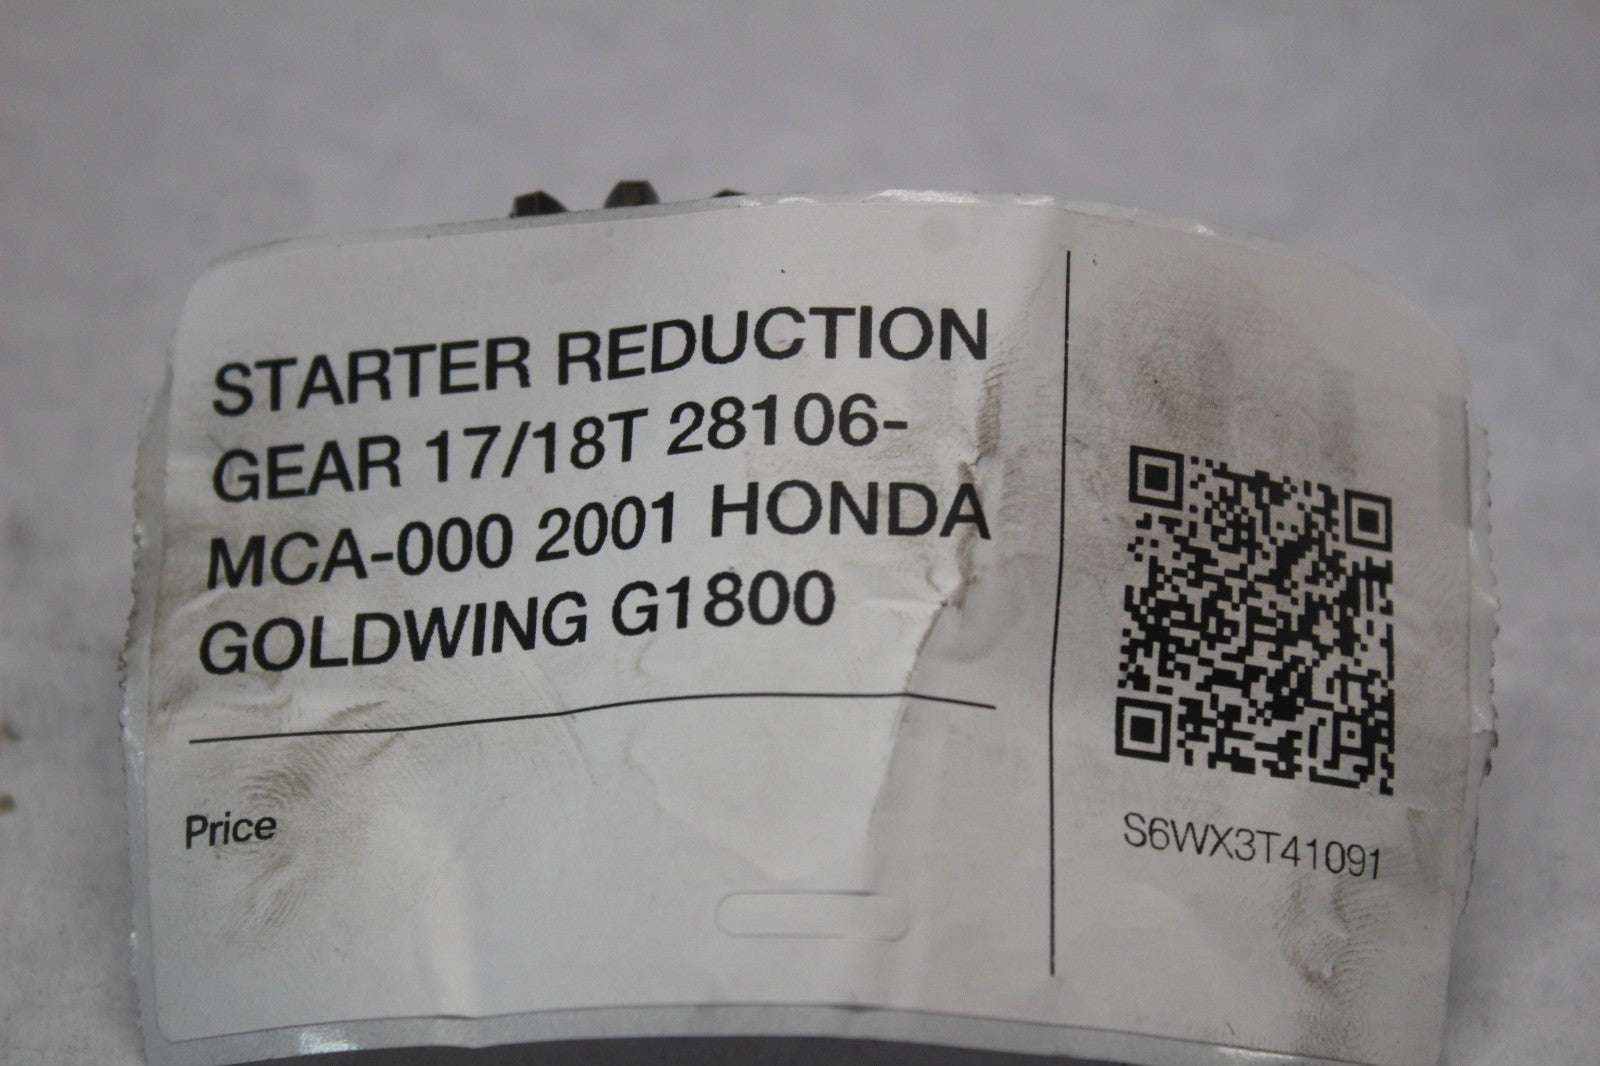 STARTER REDUCTION
GEAR 17/18T 28106-
MCA-000 2001 HONDA
GOLDWING G1800
Price
S6WX3T41091